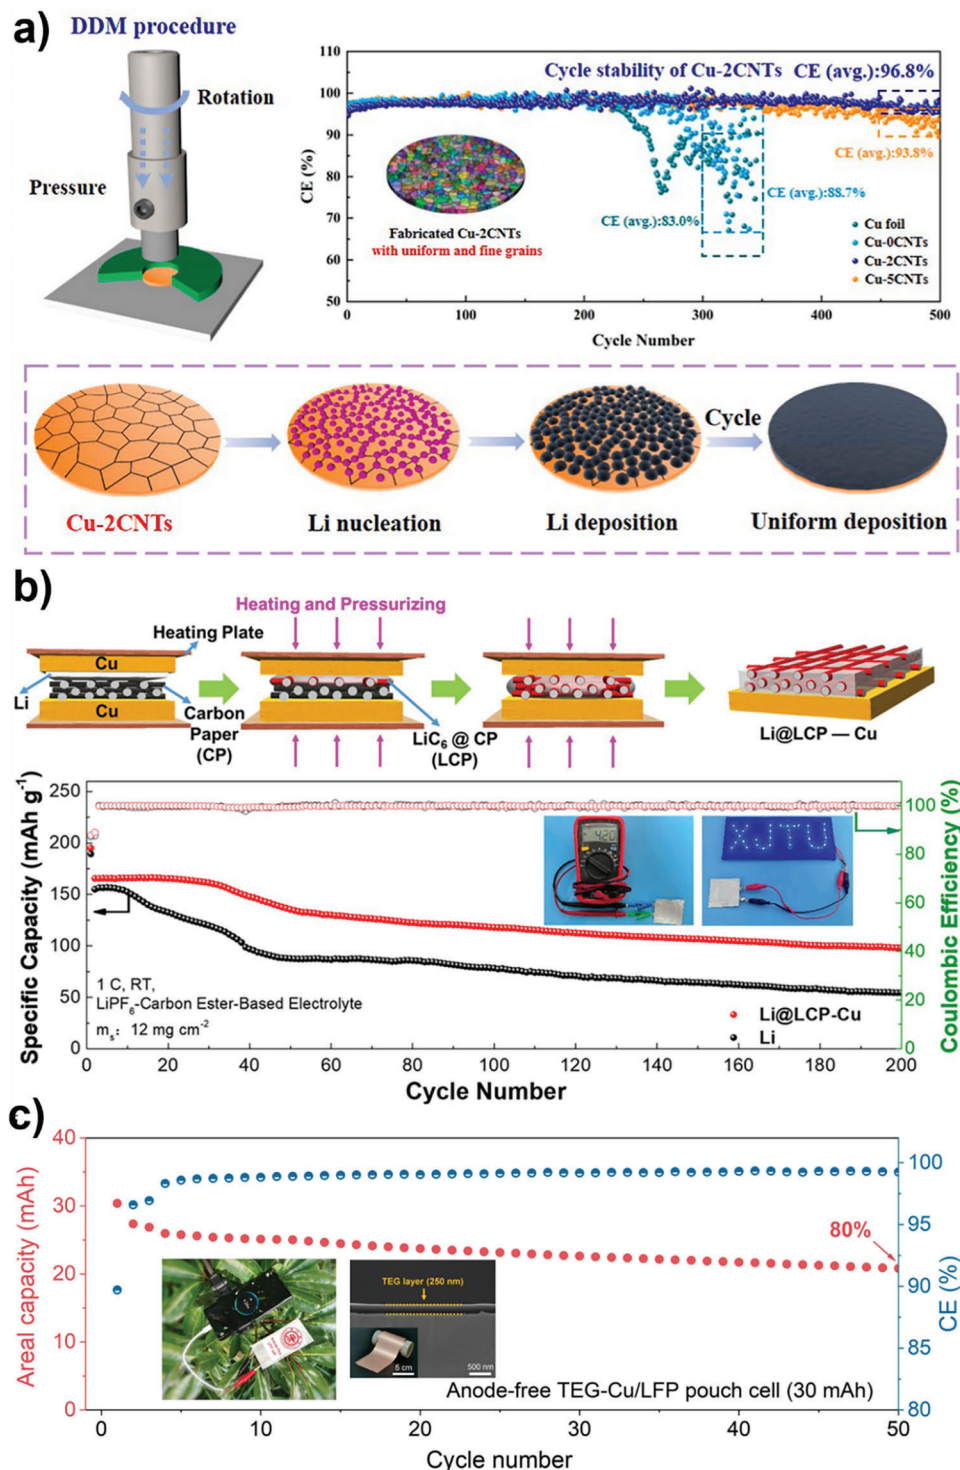 a)
DDM procedure
Rotation
Pressure
Cycle stability of Cu-2CNTs CE (avg.):96.8%
CE (avg.):93.8%
CE (avg.):88.7%
CE (avg.):83.0%
Fabricated Cu-2CNTs
with uniform and fine grains
Cu foil
Cu-0CNTs
Cu-2CNTs
Cu-5CNTs
CE (%)
110
100
90
80
70
60
50
0 100 200 300 400 500
Cycle Number
Cycle
Cu-2CNTs
Li nucleation
Li deposition
Uniform deposition
b)
Heating and Pressurizing
Heating Plate
Cu
Li
Cu
Carbon
Paper
(CP)
LiC₆ @ CP
(LCP)
Li@LCP — Cu
Specific Capacity (mAh g⁻¹)
250
200
150
100
50
0
420
XJTU
1 C, RT,
LiPF₆-Carbon Ester-Based Electrolyte
mₛ: 12 mg cm⁻²
Li@LCP-Cu
Li
Coulombic Efficiency (%)
100
80
60
40
20
0
0 20 40 60 80 100 120 140 160 180 200
Cycle Number
c)
Areal capacity (mAh)
40
30
20
10
0
80%
TEG layer (250 nm)
5 cm
500 nm
Anode-free TEG-Cu/LFP pouch cell (30 mAh)
CE (%)
100
95
90
85
80
0 10 20 30 40 50
Cycle number